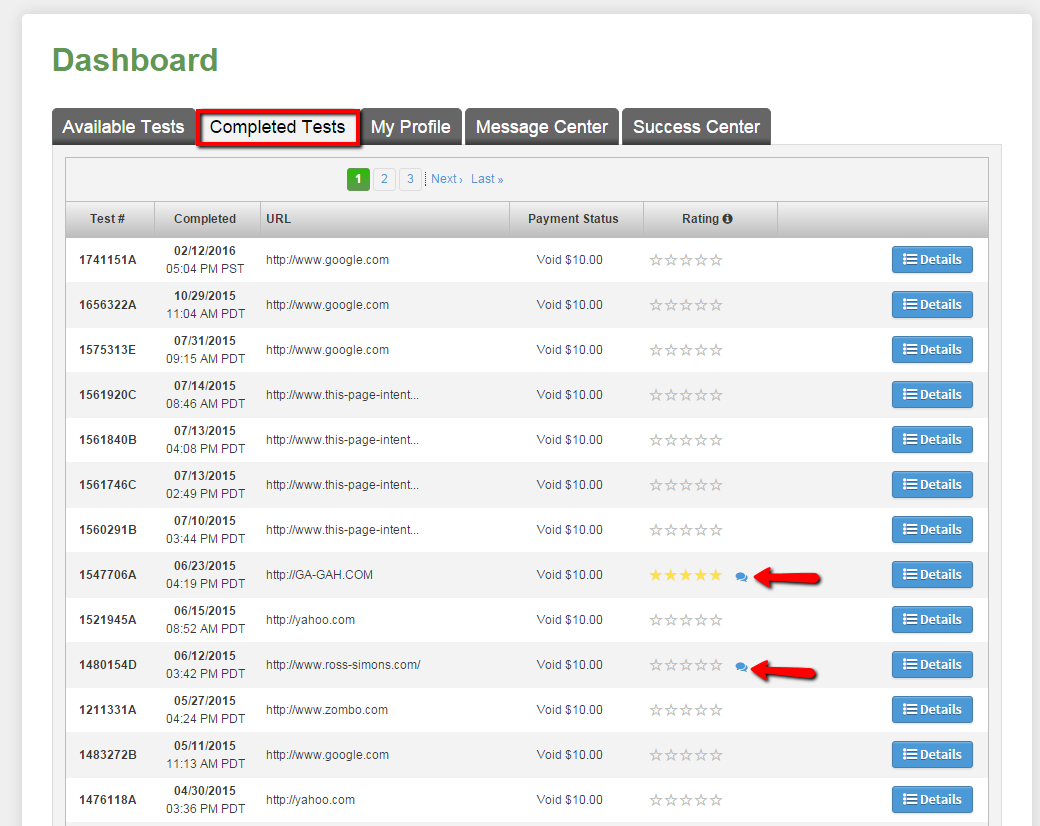 Dashboard
Available Tests Completed Tests My Profile Message Center Success Center
1 2 3 Next › Last »
Test # Completed URL Payment Status Rating
1741151A 02/12/2016 05:04 PM PST http://www.google.com Void $10.00 Details
1656322A 10/29/2015 11:04 AM PDT http://www.google.com Void $10.00 Details
1575313E 07/31/2015 09:15 AM PDT http://www.google.com Void $10.00 Details
1561920C 07/14/2015 08:46 AM PDT http://www.this-page-intent... Void $10.00 Details
1561840B 07/13/2015 04:08 PM PDT http://www.this-page-intent... Void $10.00 Details
1561746C 07/13/2015 02:49 PM PDT http://www.this-page-intent... Void $10.00 Details
1560291B 07/10/2015 03:44 PM PDT http://www.this-page-intent... Void $10.00 Details
1547706A 06/23/2015 04:19 PM PDT http://GA-GAH.COM Void $10.00 Details
1521945A 06/15/2015 08:52 AM PDT http://yahoo.com Void $10.00 Details
1480154D 06/12/2015 03:42 PM PDT http://www.ross-simons.com/ Void $10.00 Details
1211331A 05/27/2015 04:24 PM PDT http://www.zombo.com Void $10.00 Details
1483272B 05/11/2015 11:13 AM PDT http://www.google.com Void $10.00 Details
1476118A 04/30/2015 03:36 PM PDT http://yahoo.com Void $10.00 Details